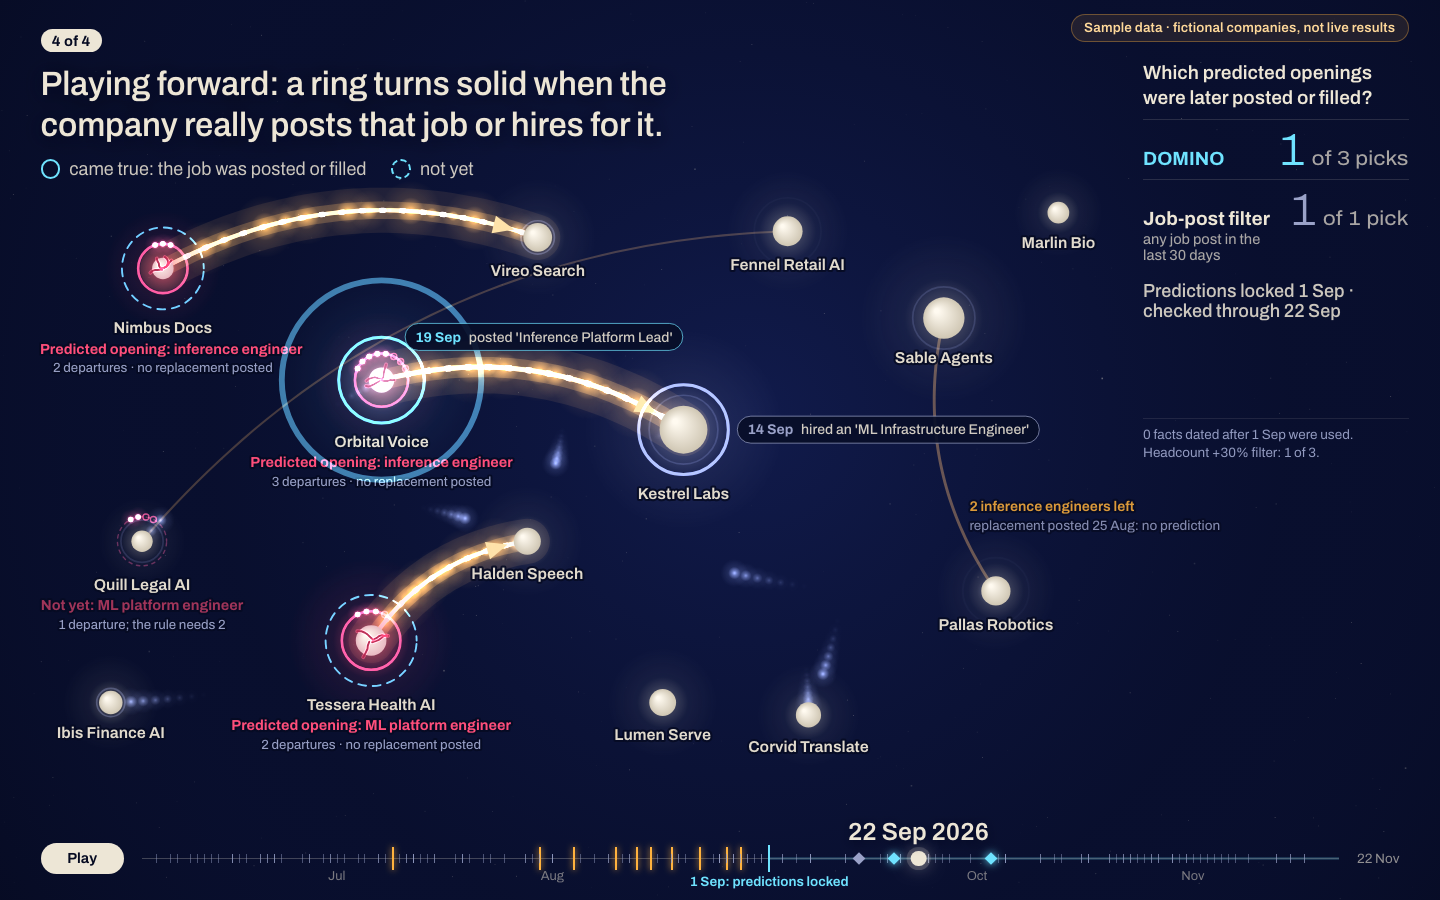 4 of 4
Sample data · fictional companies, not live results
Playing forward: a ring turns solid when the
company really posts that job or hires for it.
came true: the job was posted or filled
not yet
Which predicted openings
were later posted or filled?
DOMINO
1 of 3 picks
Job-post filter
1 of 1 pick
any job post in the
last 30 days
Predictions locked 1 Sep ·
checked through 22 Sep
0 facts dated after 1 Sep were used.
Headcount +30% filter: 1 of 3.
Vireo Search
Fennel Retail AI
Marlin Bio
Nimbus Docs
Predicted opening: inference engineer
2 departures · no replacement posted
19 Sep posted 'Inference Platform Lead'
Sable Agents
Orbital Voice
Predicted opening: inference engineer
3 departures · no replacement posted
14 Sep hired an 'ML Infrastructure Engineer'
Kestrel Labs
2 inference engineers left
replacement posted 25 Aug: no prediction
Quill Legal AI
Not yet: ML platform engineer
1 departure; the rule needs 2
Halden Speech
Pallas Robotics
Tessera Health AI
Predicted opening: ML platform engineer
2 departures · no replacement posted
Ibis Finance AI
Lumen Serve
Corvid Translate
22 Sep 2026
Play
22 Nov
Jul
Aug
1 Sep: predictions locked
Oct
Nov